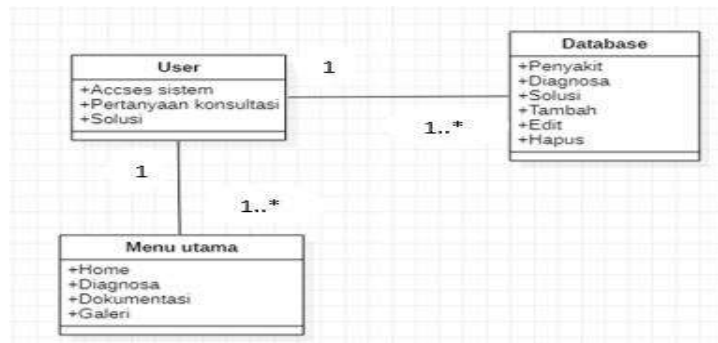 User
+Accses sistem
+Pertanyaan konsultasi
+Solusi
1
1..*
Database
+Penyakit
+Diagnosa
+Solusi
+Tambah
+Edit
+Hapus
1
1..*
Menu utama
+Home
+Diagnosa
+Dokumentasi
+Galeri